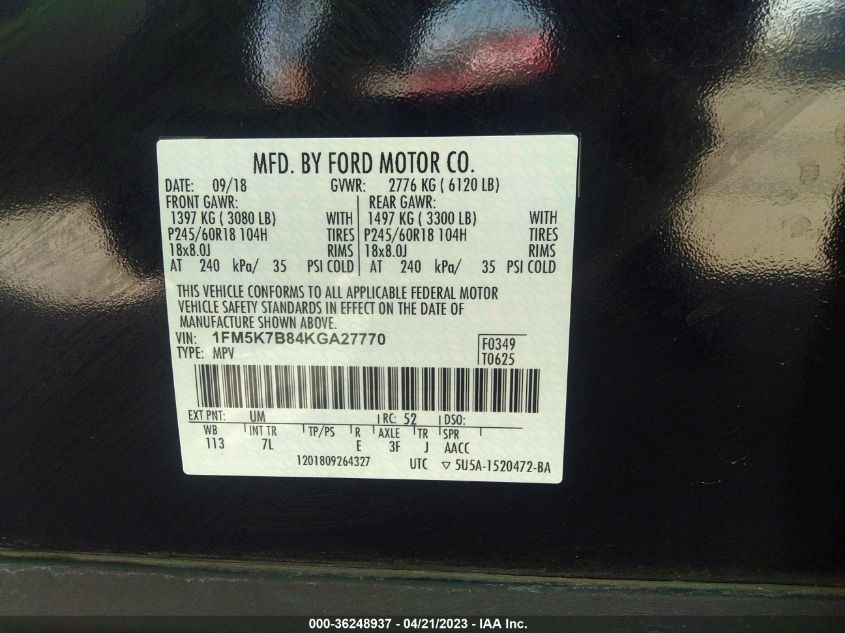 MFD. BY FORD MOTOR CO.
DATE: 09/18 GVWR: 2776 KG ( 6120 LB)
FRONT GAWR: REAR GAWR:
1397 KG ( 3080 LB) WITH 1497 KG ( 3300 LB) WITH
P245/60R18 104H TIRES P245/60R18 104H TIRES
18x8.0J RIMS 18x8.0J RIMS
AT 240 kPa/ 35 PSI COLD AT 240 kPa/ 35 PSI COLD
THIS VEHICLE CONFORMS TO ALL APPLICABLE FEDERAL MOTOR
VEHICLE SAFETY STANDARDS IN EFFECT ON THE DATE OF
MANUFACTURE SHOWN ABOVE.
VIN: 1FM5K7B84KGA27770 F0349
TYPE: MPV T0625
EXT PNT: UM RC: 52 DSO:
WB INT TR TP/PS R AXLE TR SPR
113 7L E 3F J AACC
1201809264327 UTC ▽ 5U5A-1520472-BA
000-36248937 - 04/21/2023 - IAA Inc.